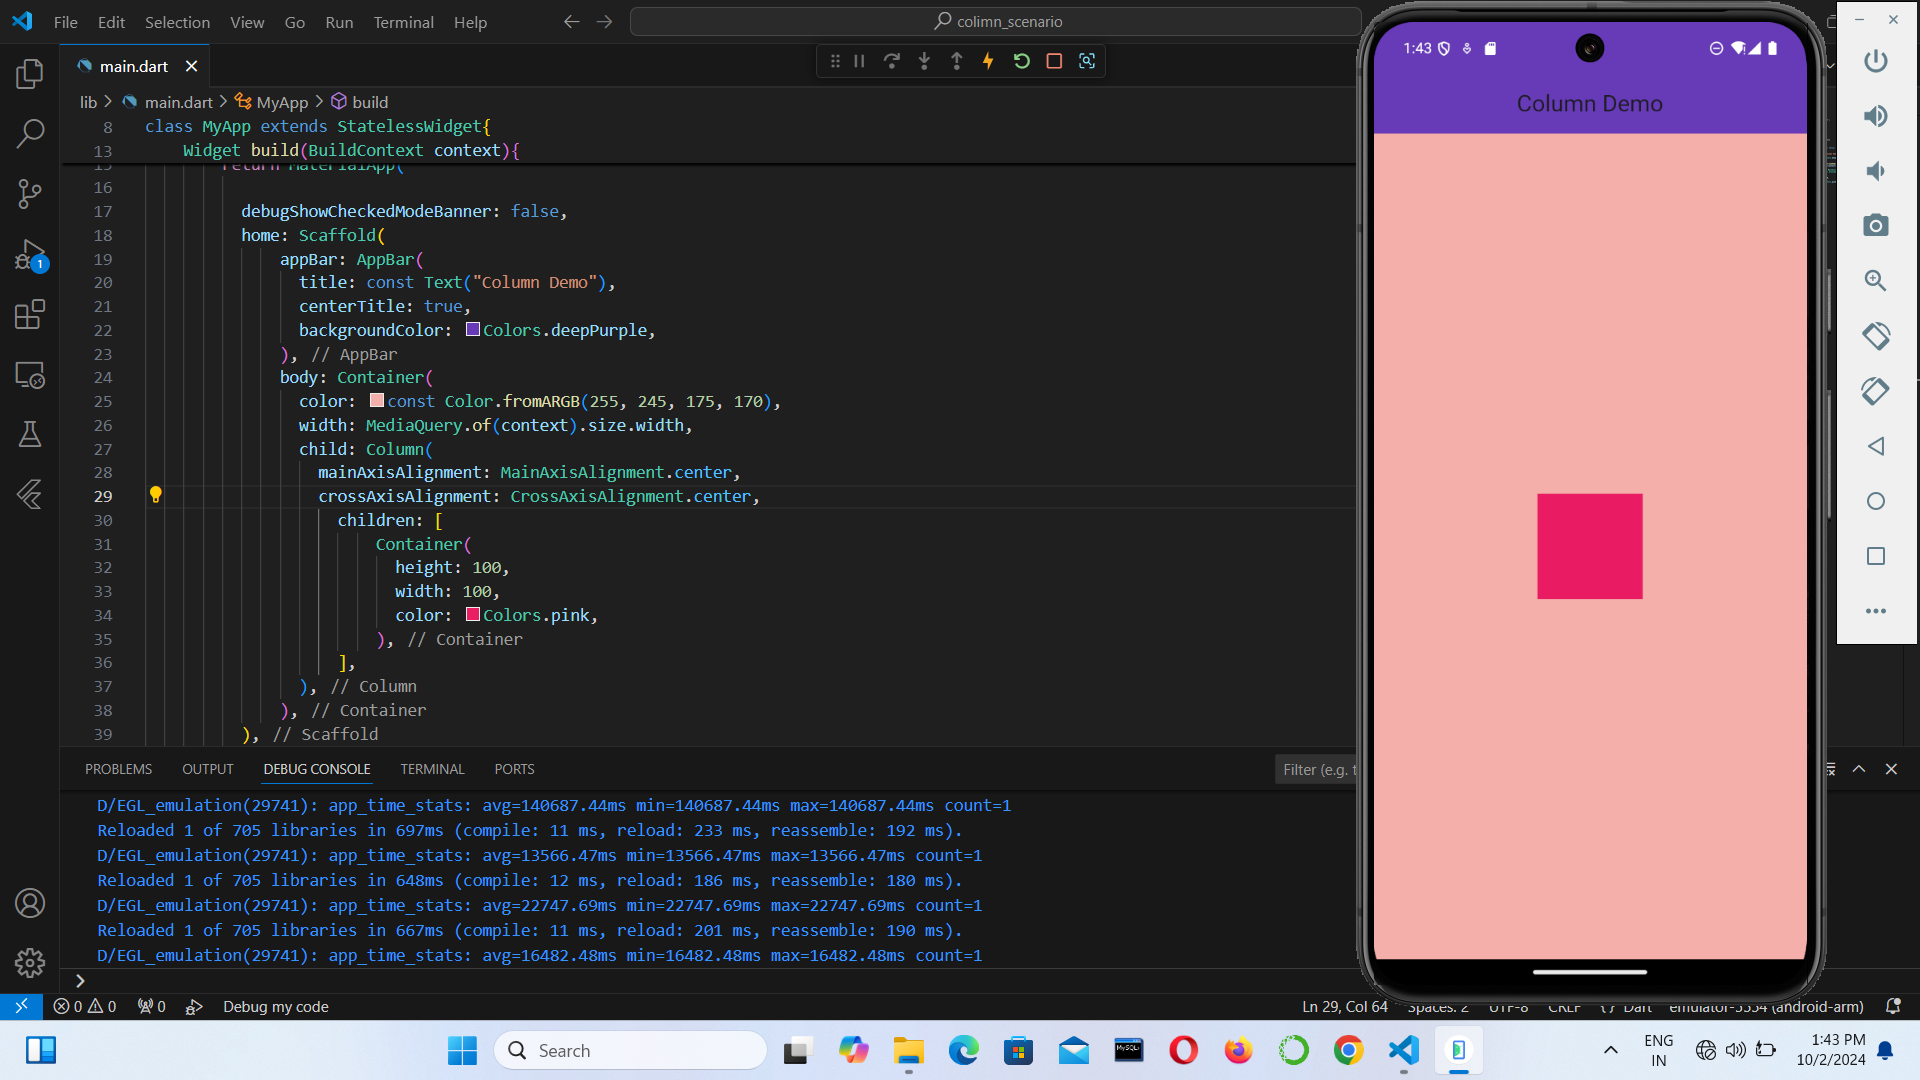 File Edit Selection View Go Run Terminal Help
colimn_scenario
main.dart
lib > main.dart > MyApp > build
8 class MyApp extends StatelessWidget{
13 Widget build(BuildContext context){
15 return MaterialApp(
16
17 debugShowCheckedModeBanner: false,
18 home: Scaffold(
19 appBar: AppBar(
20 title: const Text("Column Demo"),
21 centerTitle: true,
22 backgroundColor: Colors.deepPurple,
23 ), // AppBar
24 body: Container(
25 color: const Color.fromARGB(255, 245, 175, 170),
26 width: MediaQuery.of(context).size.width,
27 child: Column(
28 mainAxisAlignment: MainAxisAlignment.center,
29 crossAxisAlignment: CrossAxisAlignment.center,
30 children: [
31 Container(
32 height: 100,
33 width: 100,
34 color: Colors.pink,
35 ), // Container
36 ],
37 ), // Column
38 ), // Container
39 ), // Scaffold
1
PROBLEMS OUTPUT DEBUG CONSOLE TERMINAL PORTS
Filter (e.g.
D/EGL_emulation(29741): app_time_stats: avg=140687.44ms min=140687.44ms max=140687.44ms count=1
Reloaded 1 of 705 libraries in 697ms (compile: 11 ms, reload: 233 ms, reassemble: 192 ms).
D/EGL_emulation(29741): app_time_stats: avg=13566.47ms min=13566.47ms max=13566.47ms count=1
Reloaded 1 of 705 libraries in 648ms (compile: 12 ms, reload: 186 ms, reassemble: 180 ms).
D/EGL_emulation(29741): app_time_stats: avg=22747.69ms min=22747.69ms max=22747.69ms count=1
Reloaded 1 of 705 libraries in 667ms (compile: 11 ms, reload: 201 ms, reassemble: 190 ms).
D/EGL_emulation(29741): app_time_stats: avg=16482.48ms min=16482.48ms max=16482.48ms count=1
0 0 0 Debug my code
Ln 29, Col 64 Spaces: 2 UTF-8 CRLF {} Dart emulator-5554 (android-arm)
1:43
Column Demo
Search
MySQL
ENG
IN
1:43 PM
10/2/2024